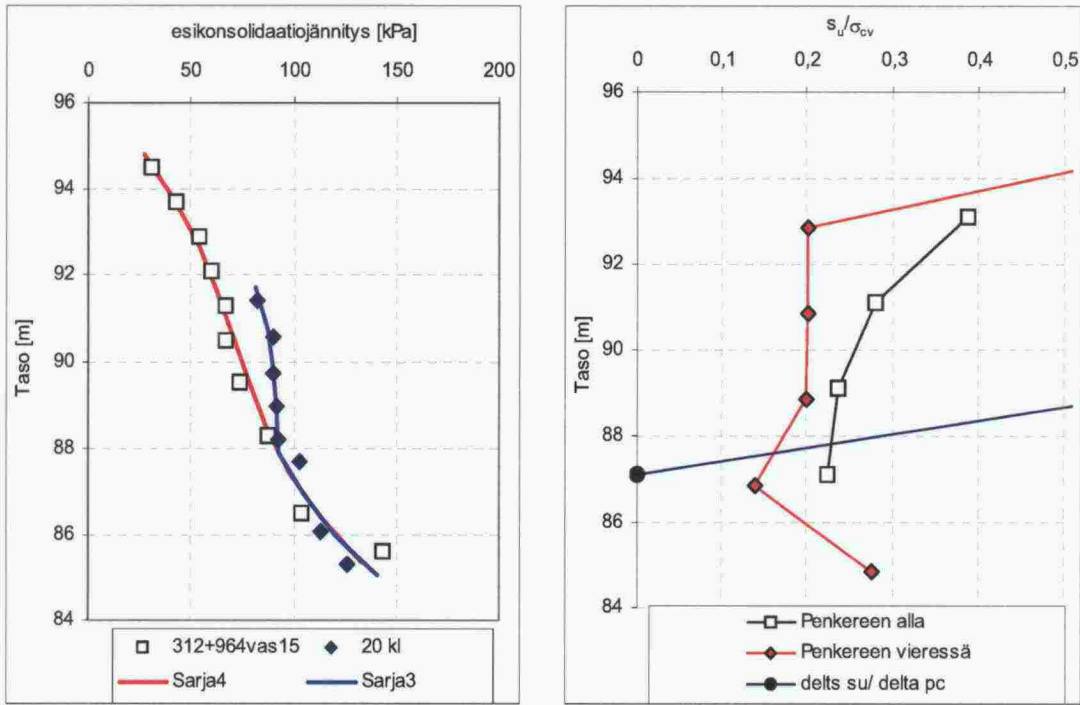 esikonsolidaatiojännitys [kPa]
0 50 100 150 200
96
94
92
90
88
86
84
Taso [m]
312+964vas15 20 kl
Sarja4 Sarja3
su/σcv
0 0,1 0,2 0,3 0,4 0,5
96
94
92
90
88
86
84
Taso [m]
Penkereen alla
Penkereen vieressä
delts su/ delta pc